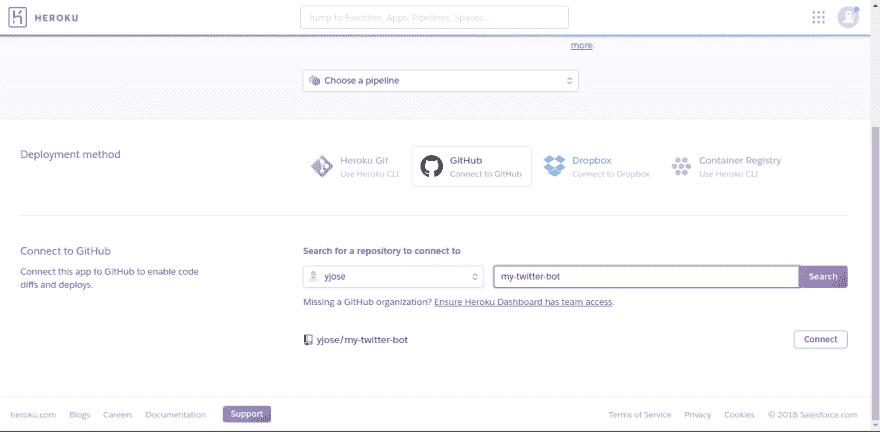 HEROKU
Jump to Favorites, Apps, Pipelines, Spaces...
more.
Choose a pipeline
Deployment method
Heroku Git
Use Heroku CLI
GitHub
Connect to GitHub
Dropbox
Connect to Dropbox
Container Registry
Use Heroku CLI
Connect to GitHub
Connect this app to GitHub to enable code
diffs and deploys.
Search for a repository to connect to
yjose
my-twitter-bot
Search
Missing a GitHub organization? Ensure Heroku Dashboard has team access.
yjose/my-twitter-bot
Connect
heroku.com Blogs Careers Documentation Support Terms of Service Privacy Cookies © 2018 Salesforce.com